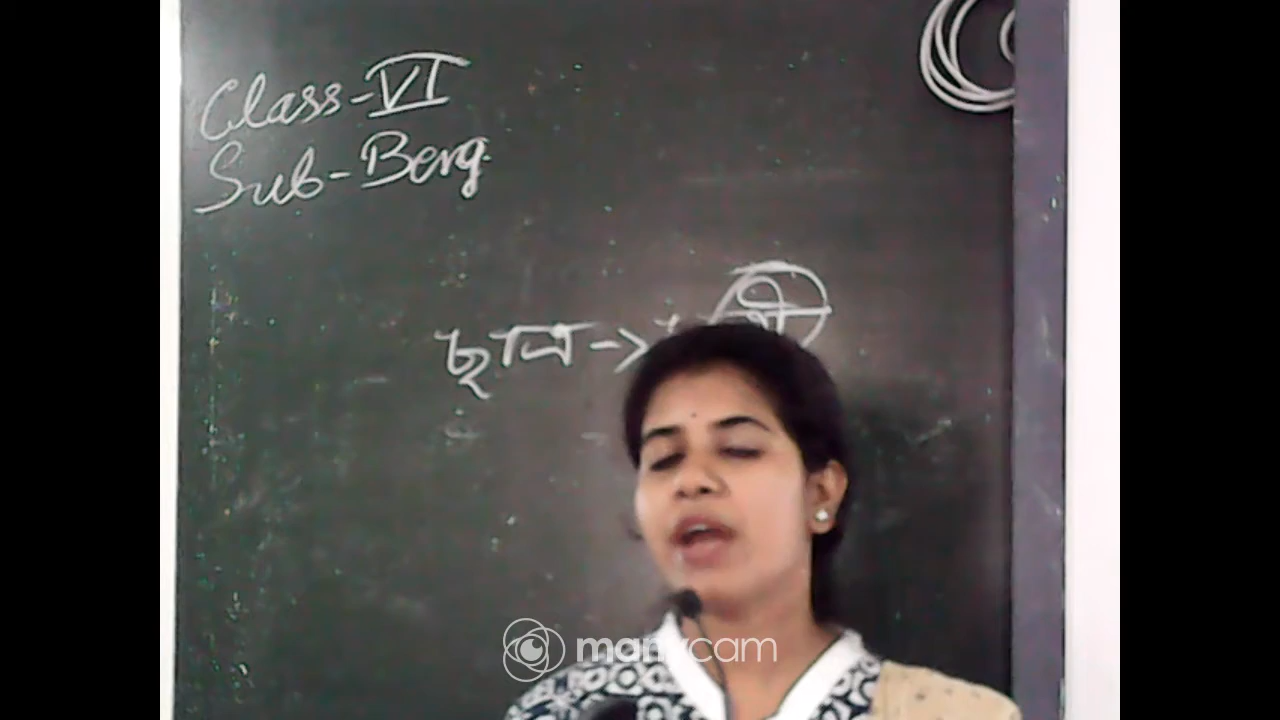 Class-VI
Sub-Beng
ছাত্র ->
manycam